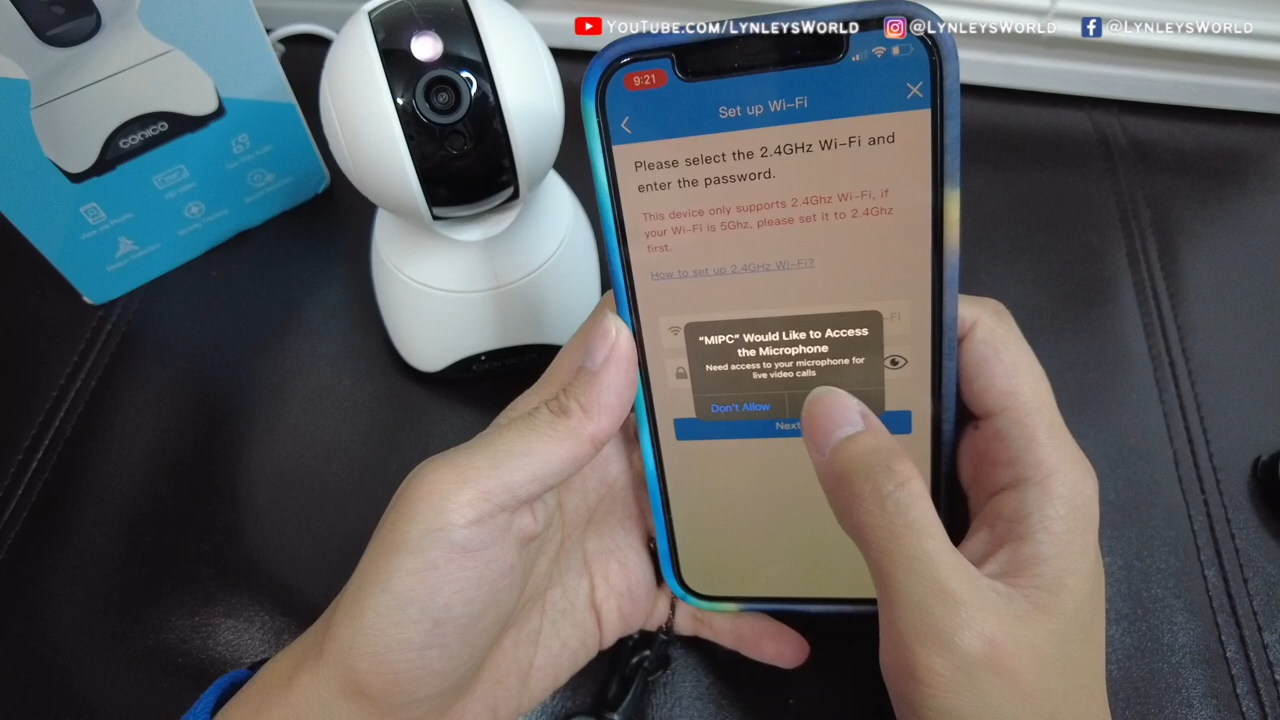 YouTube.com/LynleysWorld @LynleysWorld @LynleysWorld
9:21
Set up Wi-Fi
Please select the 2.4GHz Wi-Fi and
enter the password.
This device only supports 2.4Ghz Wi-Fi, if
your Wi-Fi is 5Ghz, please set it to 2.4Ghz
first.
How to set up 2.4GHz Wi-Fi?
"MIPC" Would Like to Access
the Microphone
Need access to your microphone for
live video calls
Don't Allow
Next
conico